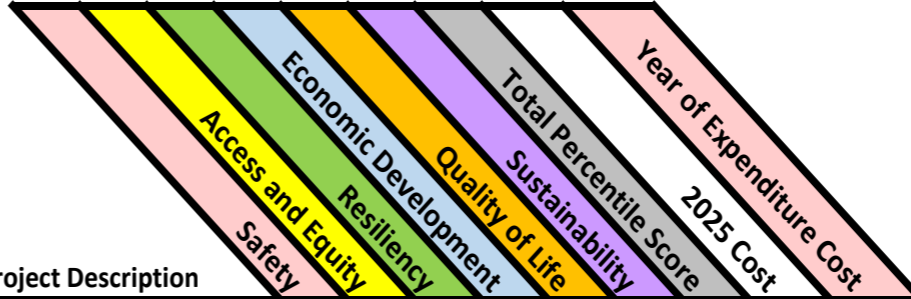 Safety
Access and Equity
Resiliency
Economic Development
Quality of Life
Sustainability
Total Percentile Score
2025 Cost
Year of Expenditure Cost
roject Description